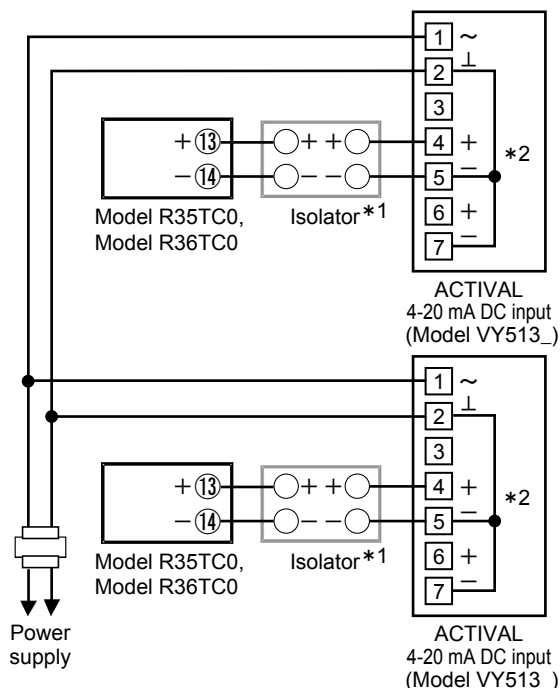 1 ~
2 ⊥
3
+ ⑬ + + 4 +
− ⑭ − − 5 − *2
6 +
7 −
Model R35TC0, Isolator*1
Model R36TC0
ACTIVAL
4-20 mA DC input
(Model VY513_)
1 ~
2 ⊥
3
+ ⑬ + + 4 +
− ⑭ − − 5 − *2
6 +
7 −
Model R35TC0, Isolator*1
Model R36TC0
Power
supply
ACTIVAL
4-20 mA DC input
(Model VY513_)